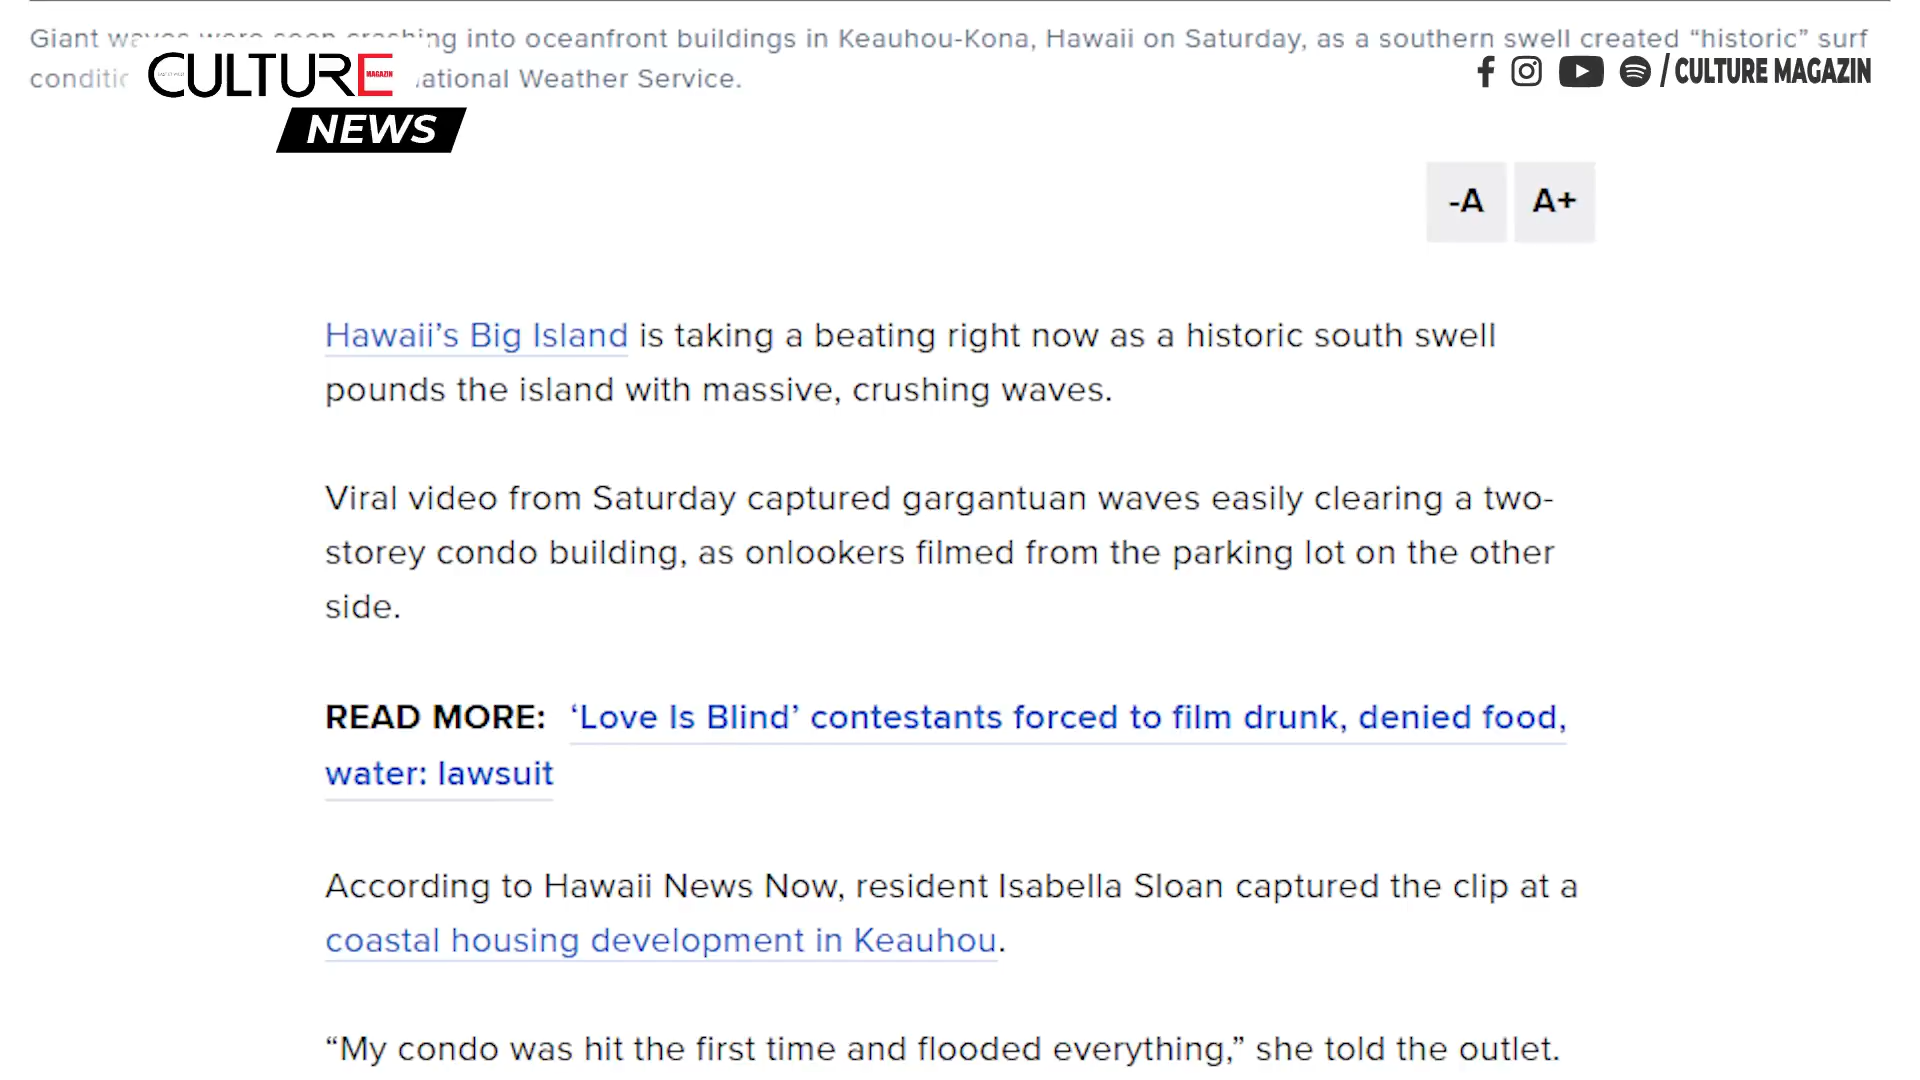 Giant waves were seen crashing into oceanfront buildings in Keauhou-Kona, Hawaii on Saturday, as a southern swell created “historic” surf
ational Weather Service.
CULTURE
MAGAZIN
NEWS
/ CULTURE MAGAZIN
-A A+
Hawaii’s Big Island is taking a beating right now as a historic south swell
pounds the island with massive, crushing waves.
Viral video from Saturday captured gargantuan waves easily clearing a two-
storey condo building, as onlookers filmed from the parking lot on the other
side.
READ MORE: ‘Love Is Blind’ contestants forced to film drunk, denied food,
water: lawsuit
According to Hawaii News Now, resident Isabella Sloan captured the clip at a
coastal housing development in Keauhou.
“My condo was hit the first time and flooded everything,” she told the outlet.